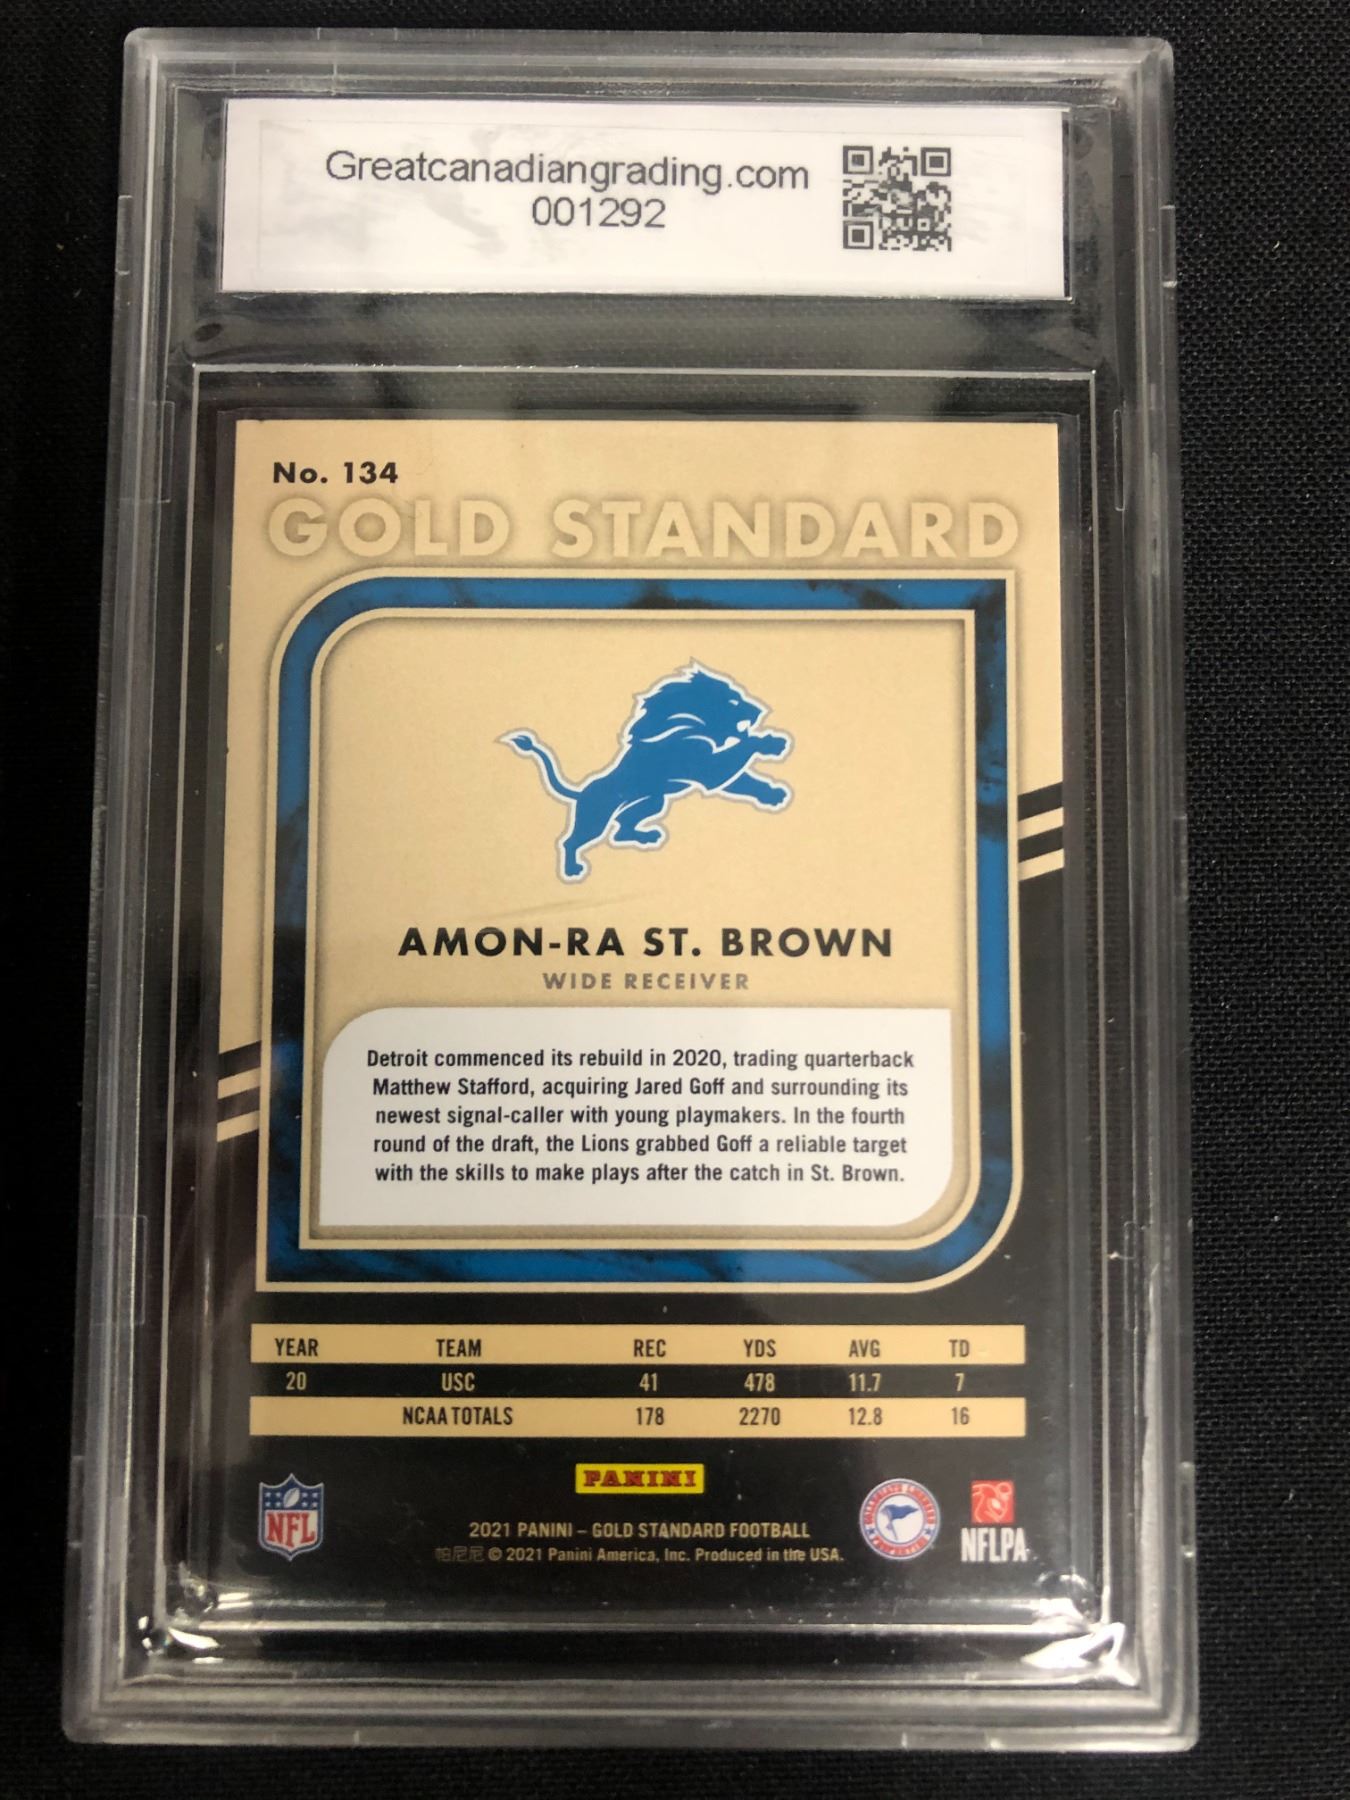 Greatcanadiangrading.com
001292
No. 134
GOLD STANDARD
AMON-RA ST. BROWN
WIDE RECEIVER
Detroit commenced its rebuild in 2020, trading quarterback
Matthew Stafford, acquiring Jared Goff and surrounding its
newest signal-caller with young playmakers. In the fourth
round of the draft, the Lions grabbed Goff a reliable target
with the skills to make plays after the catch in St. Brown.
YEAR TEAM REC YDS AVG TD
20 USC 41 478 11.7 7
NCAA TOTALS 178 2270 12.8 16
PANINI
NFL
NFLPA
2021 PANINI – GOLD STANDARD FOOTBALL
帕尼尼 © 2021 Panini America, Inc. Produced in the USA.